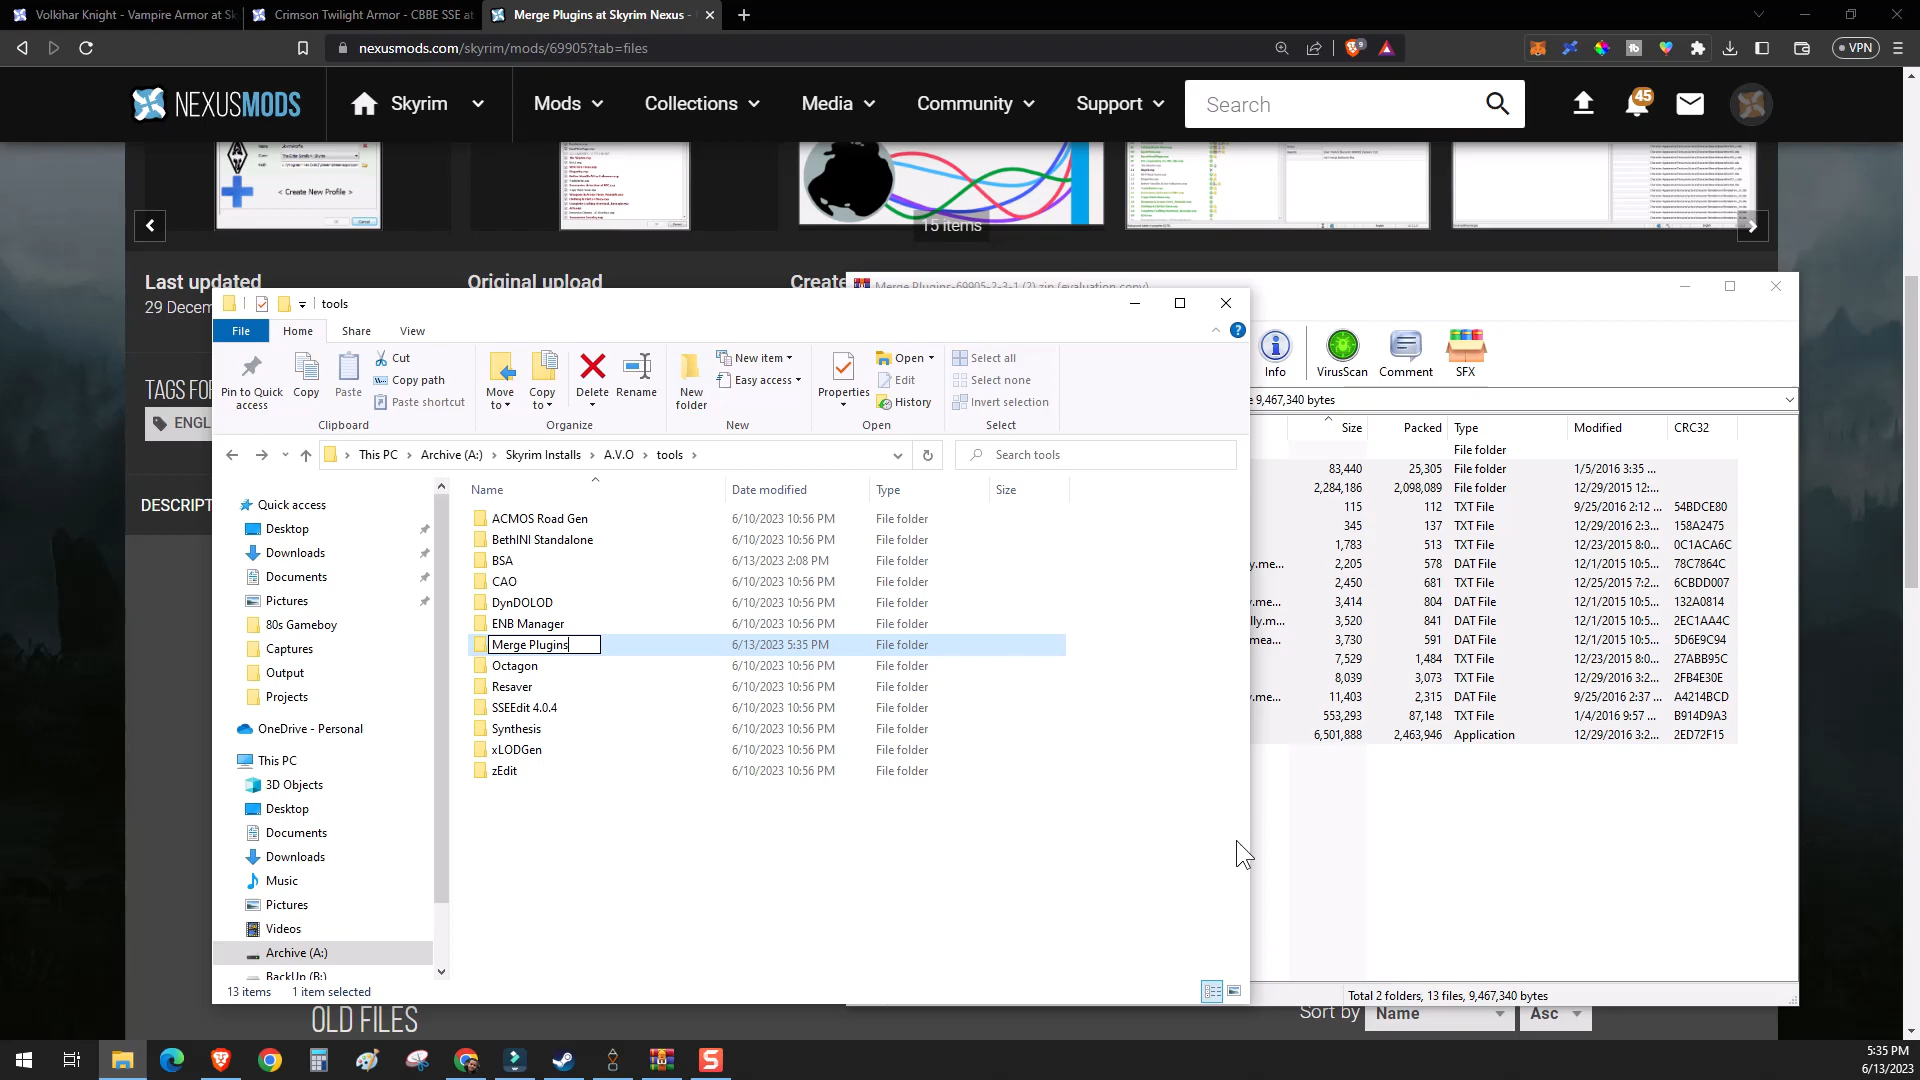 Volkihar Knight - Vampire Armor at Sk
Crimson Twilight Armor - CBBE SSE at
Merge Plugins at Skyrim Nexus -
nexusmods.com/skyrim/mods/69905?tab=files
9
VPN
NEXUSMODS
Skyrim
Mods
Collections
Media
Community
Support
Search
45
< Create New Profile >
15 items
Last updated
29 Decem
Original upload
Create
TAGS FO
ENGL
DESCRIPT
Merge Plugins-69905-2-3-1 (2).zip (evaluation copy)
Info
VirusScan
Comment
SFX
9,467,340 bytes
Size Packed Type Modified CRC32
File folder
83,440 25,305 File folder 1/5/2016 3:35 ...
2,284,186 2,098,089 File folder 12/29/2015 12:...
115 112 TXT File 9/25/2016 2:12 ... 54BDCE80
345 137 TXT File 12/29/2016 2:3... 158A2475
1,783 513 TXT File 12/23/2015 8:0... 0C1ACA6C
y.me... 2,205 578 DAT File 12/1/2015 10:5... 78C7864C
2,450 681 TXT File 12/25/2015 7:2... 6CBDD007
.me... 3,414 804 DAT File 12/1/2015 10:5... 132A0814
lly.m... 3,520 841 DAT File 12/1/2015 10:5... 2EC1AA4C
mea... 3,730 591 DAT File 12/1/2015 10:5... 5D6E9C94
7,529 1,484 TXT File 12/23/2015 8:0... 27ABB95C
8,039 3,073 TXT File 12/29/2016 3:2... 2FB4E30E
.me... 11,403 2,315 DAT File 9/25/2016 2:37 ... A4214BCD
553,293 87,148 TXT File 1/4/2016 9:57 ... B914D9A3
6,501,888 2,463,946 Application 12/29/2016 3:2... 2ED72F15
Total 2 folders, 13 files, 9,467,340 bytes
tools
File
Home
Share
View
Pin to Quick access
Copy
Paste
Cut
Copy path
Paste shortcut
Clipboard
Move to
Copy to
Delete
Rename
Organize
New folder
New item
Easy access
New
Properties
Open
Edit
History
Open
Select all
Select none
Invert selection
Select
This PC
Archive (A:)
Skyrim Installs
A.V.O
tools
Search tools
Name Date modified Type Size
ACMOS Road Gen 6/10/2023 10:56 PM File folder
BethINI Standalone 6/10/2023 10:56 PM File folder
BSA 6/13/2023 2:08 PM File folder
CAO 6/10/2023 10:56 PM File folder
DynDOLOD 6/10/2023 10:56 PM File folder
ENB Manager 6/10/2023 10:56 PM File folder
Merge Plugins 6/13/2023 5:35 PM File folder
Octagon 6/10/2023 10:56 PM File folder
Resaver 6/10/2023 10:56 PM File folder
SSEEdit 4.0.4 6/10/2023 10:56 PM File folder
Synthesis 6/10/2023 10:56 PM File folder
xLODGen 6/10/2023 10:56 PM File folder
zEdit 6/10/2023 10:56 PM File folder
Quick access
Desktop
Downloads
Documents
Pictures
80s Gameboy
Captures
Output
Projects
OneDrive - Personal
This PC
3D Objects
Desktop
Documents
Downloads
Music
Pictures
Videos
Archive (A:)
BackUp (B:)
13 items
1 item selected
OLD FILES
Sort by
Name
Asc
5:35 PM
6/13/2023